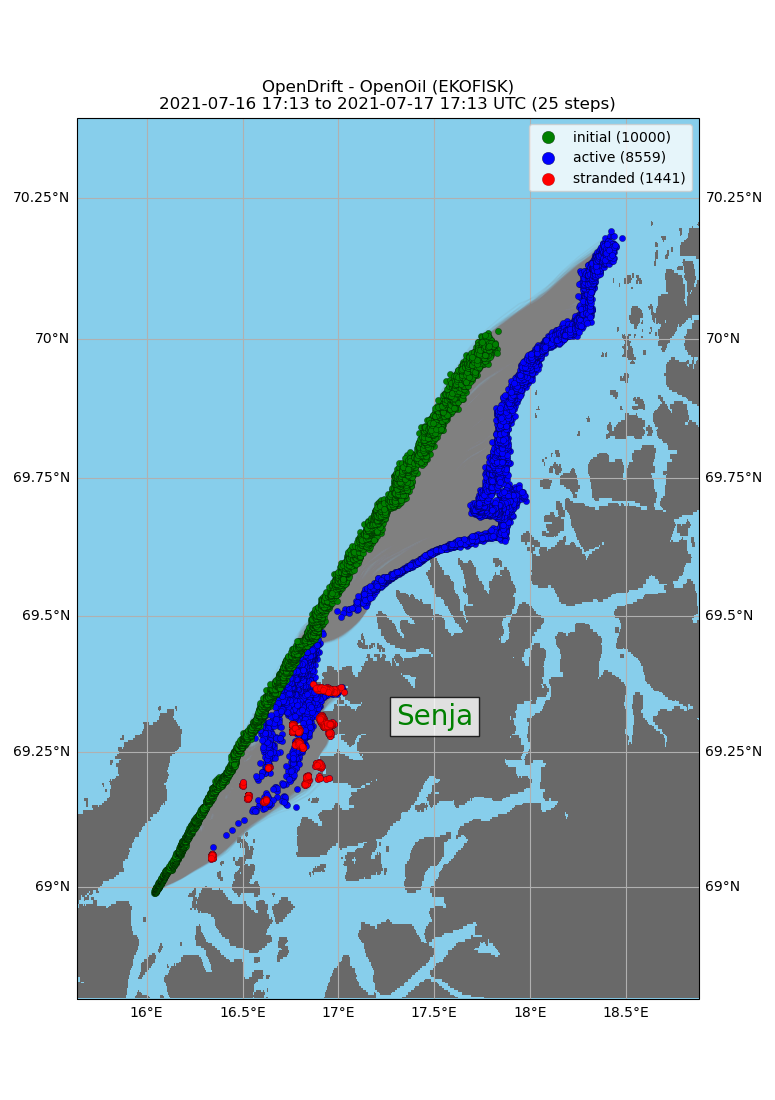 OpenDrift - OpenOil (EKOFISK)
2021-07-16 17:13 to 2021-07-17 17:13 UTC (25 steps)
initial (10000)
active (8559)
stranded (1441)
70.25°N 70.25°N
70°N 70°N
69.75°N 69.75°N
69.5°N 69.5°N
Senja
69.25°N 69.25°N
69°N 69°N
16°E 16.5°E 17°E 17.5°E 18°E 18.5°E